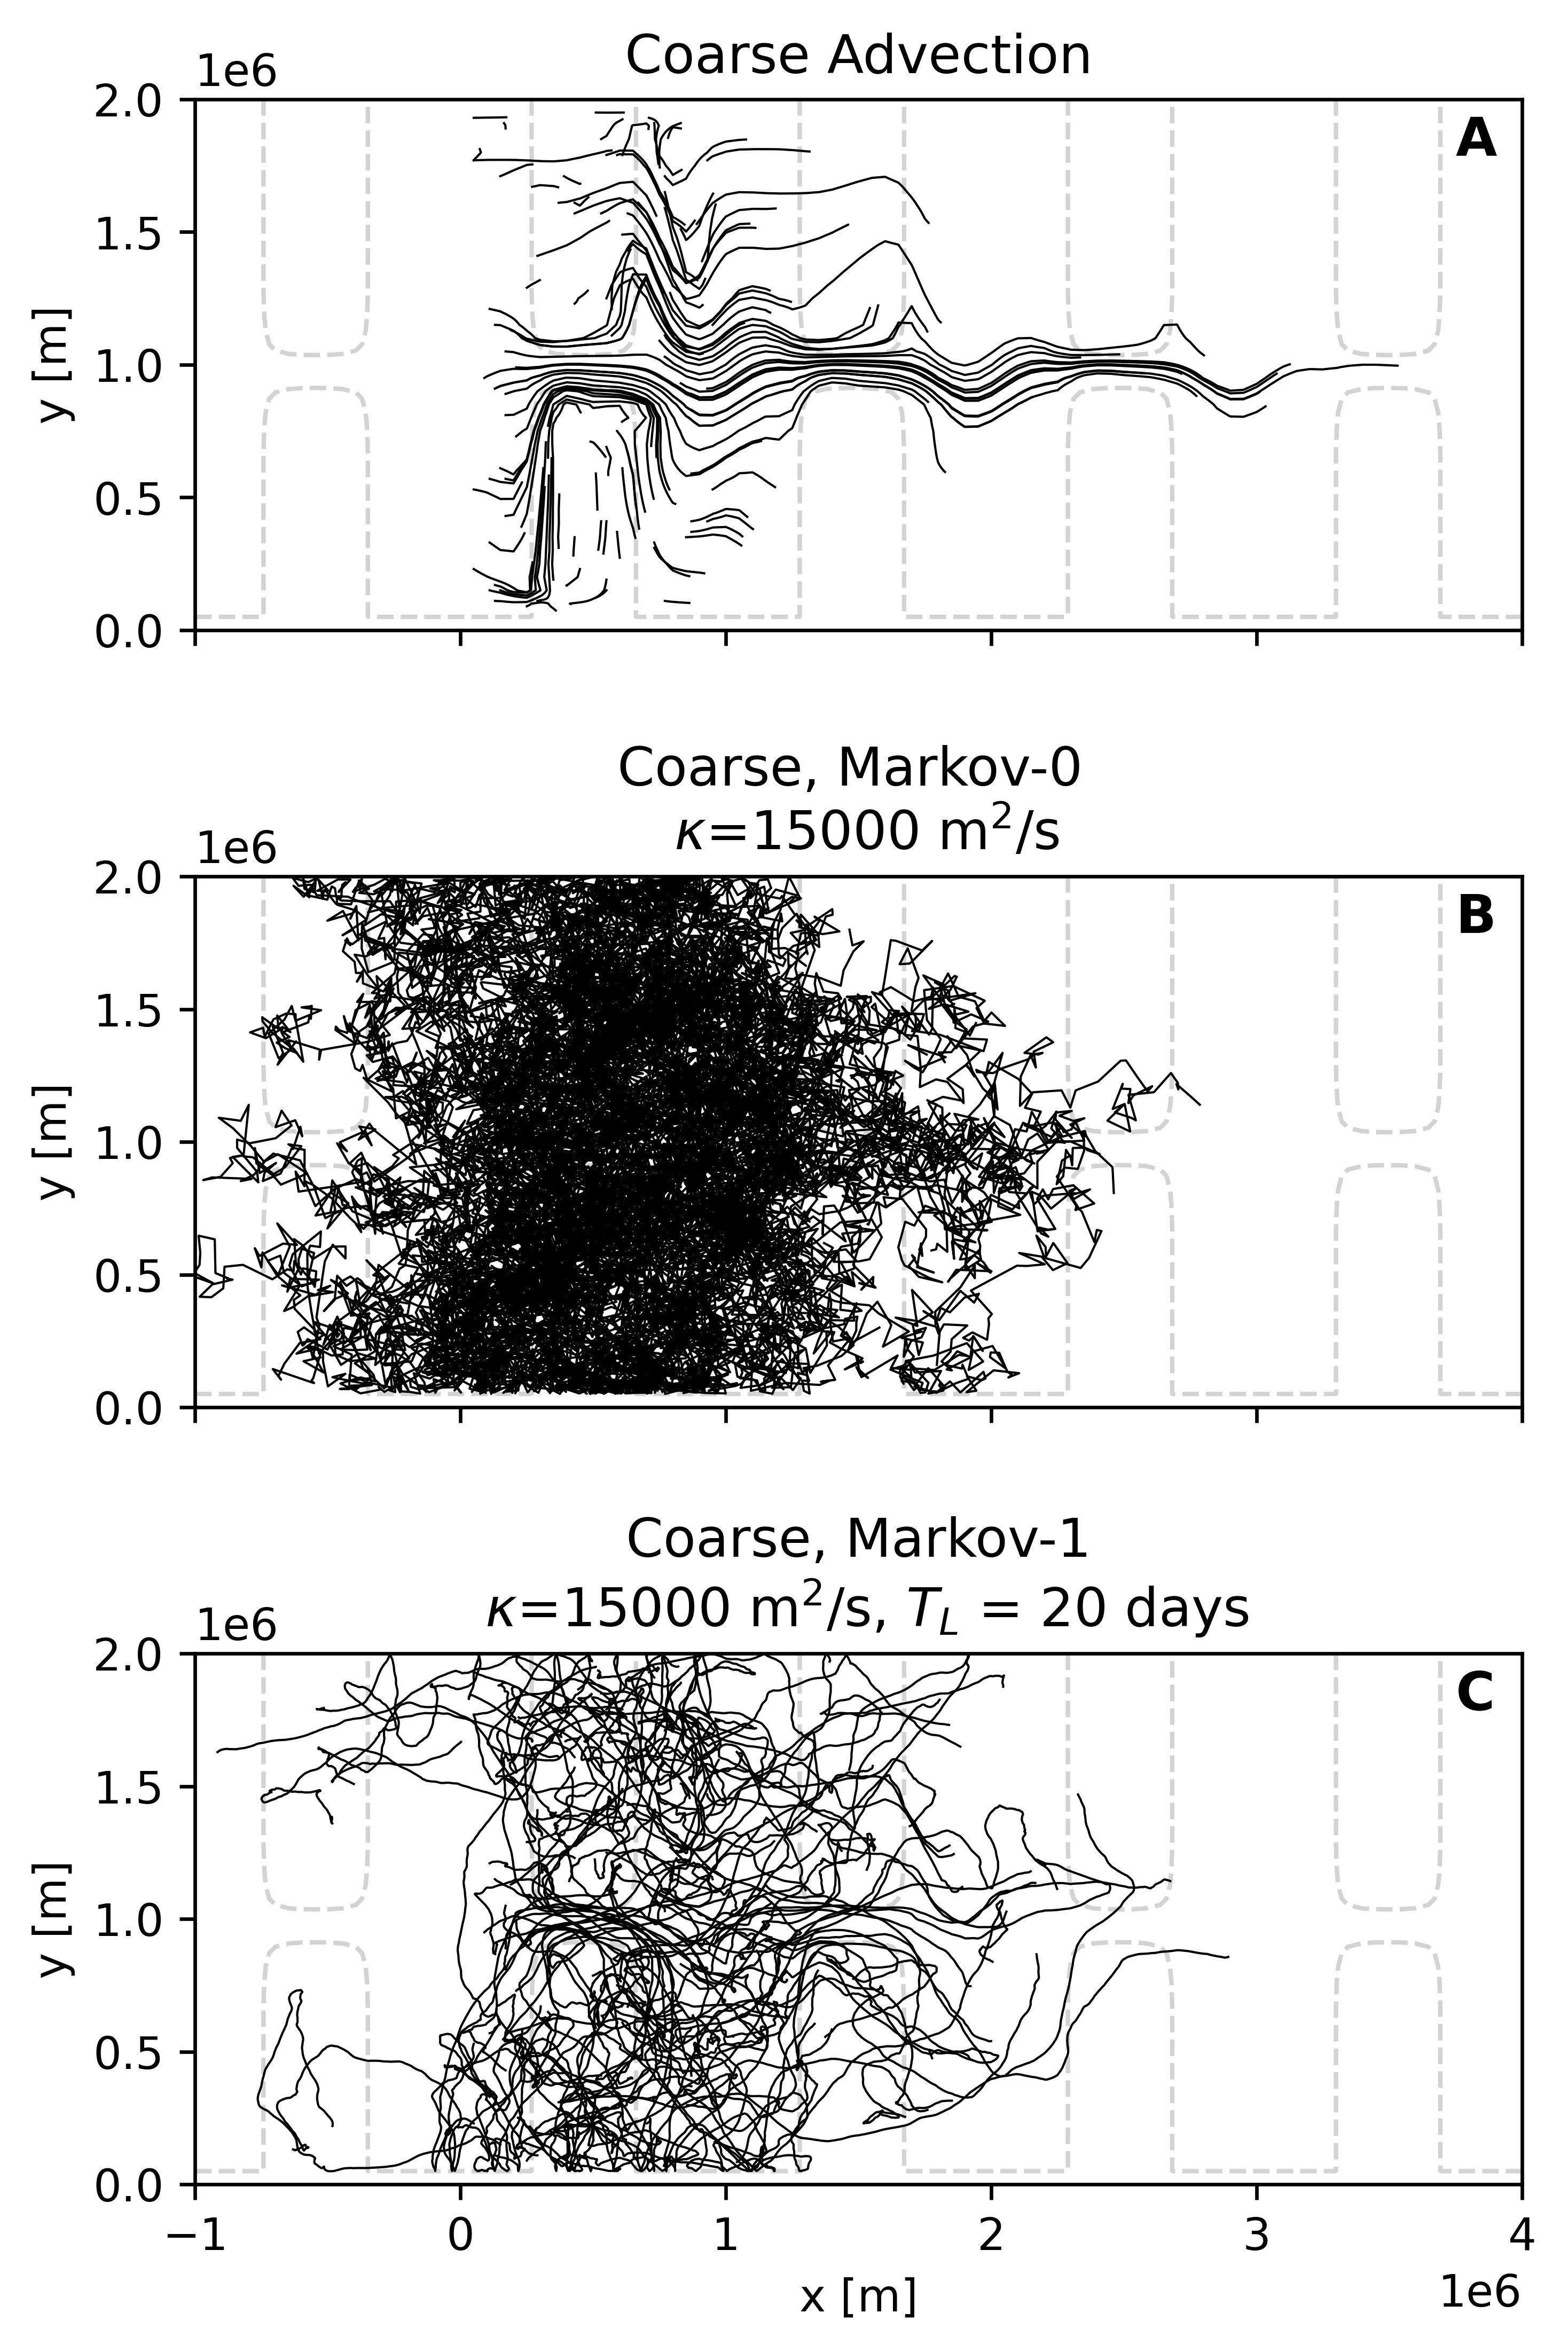 Coarse Advection
1e6
A
2.0
1.5
1.0
0.5
0.0
y [m]
Coarse, Markov-0
κ=15000 m²/s
1e6
B
2.0
1.5
1.0
0.5
0.0
y [m]
Coarse, Markov-1
κ=15000 m²/s, T_L = 20 days
1e6
C
2.0
1.5
1.0
0.5
0.0
y [m]
−1 0 1 2 3 4
x [m]
1e6